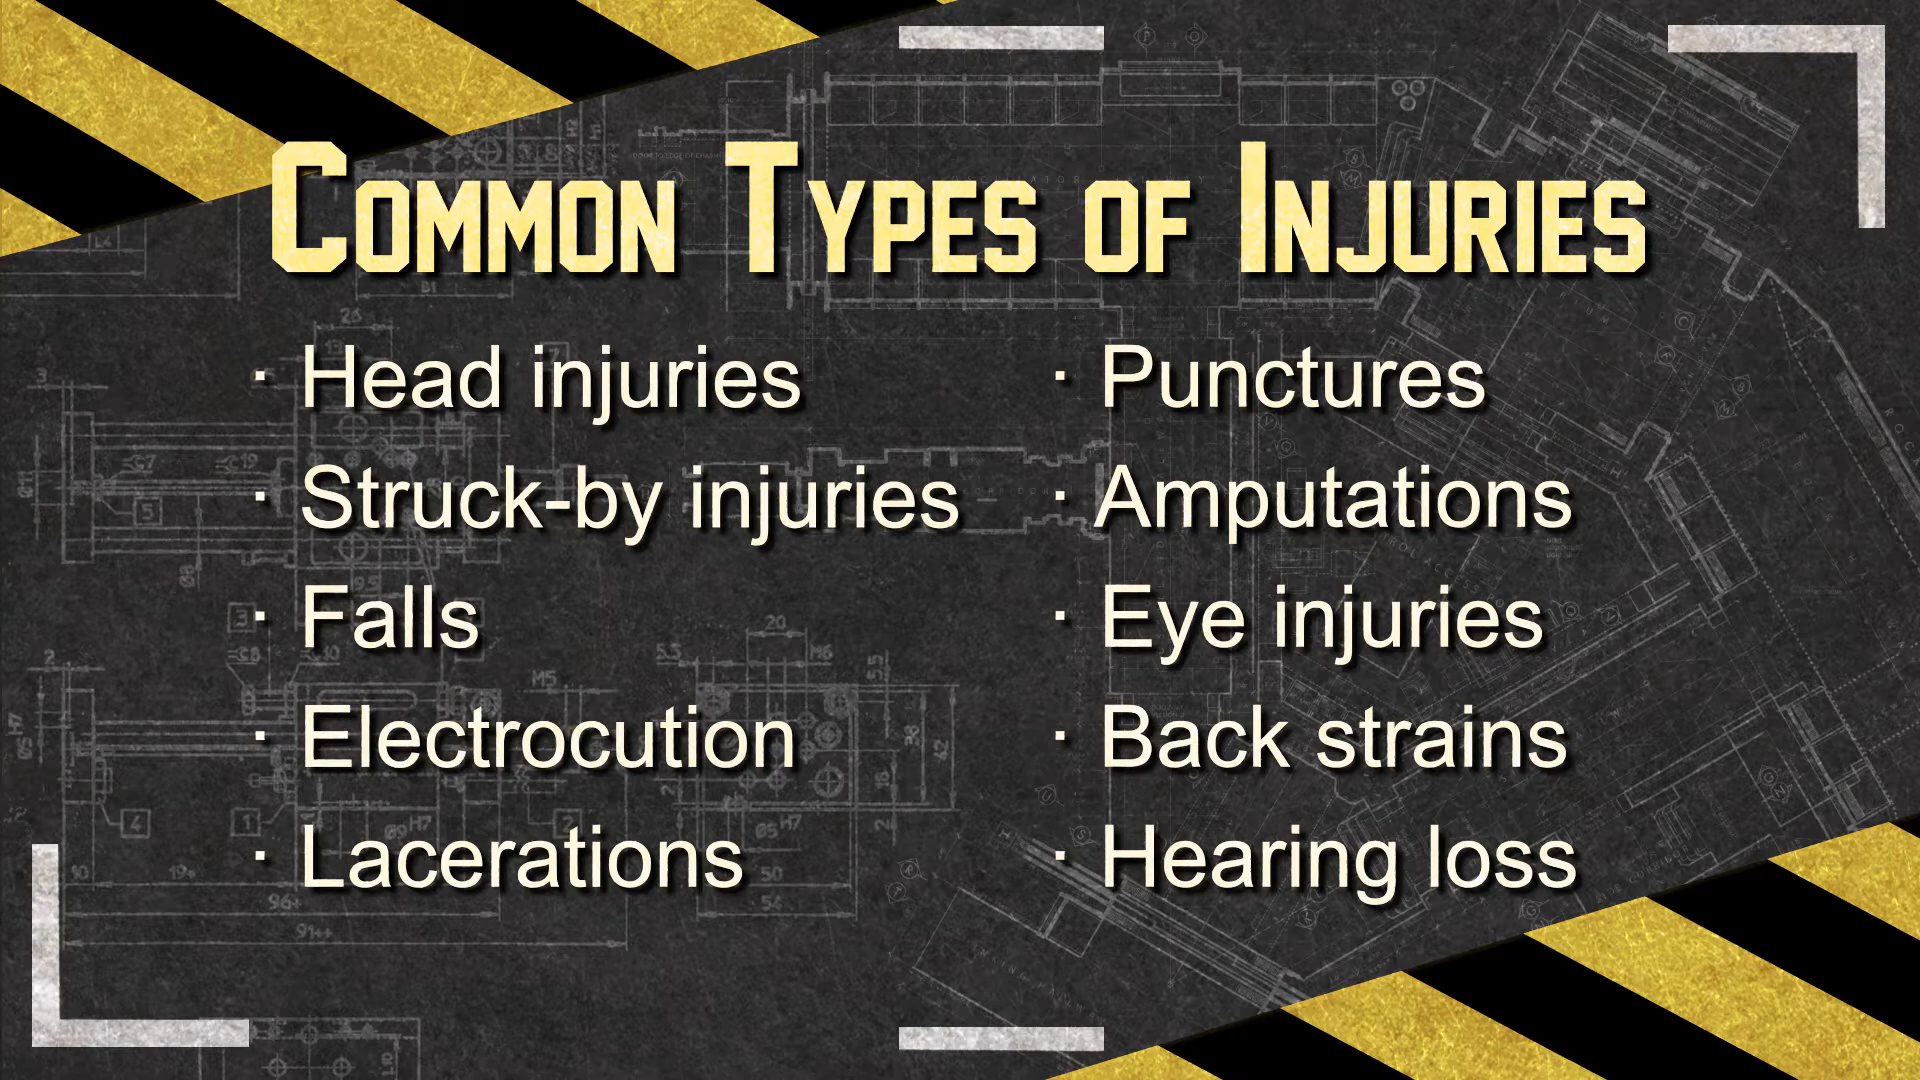 Common Types of Injuries
· Head injuries
· Struck-by injuries
· Falls
· Electrocution
· Lacerations
· Punctures
· Amputations
· Eye injuries
· Back strains
· Hearing loss